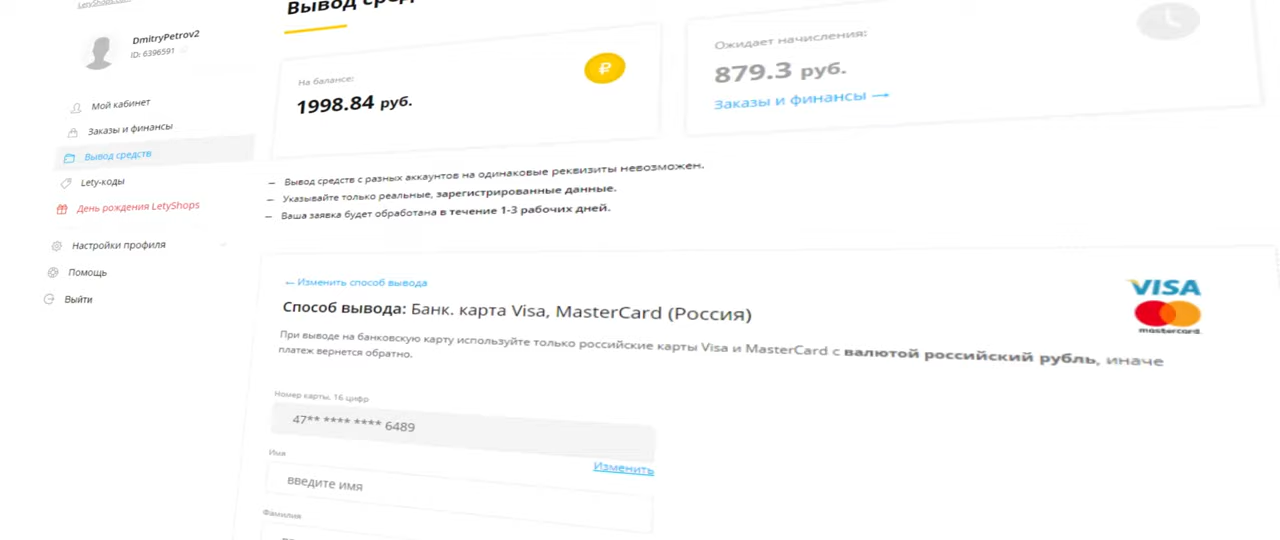 LetyShops.com
Вывод сред
DmitryPetrov2
ID: 6396591
Мой кабинет
Заказы и финансы
Вывод средств
Lety-коды
День рождения LetyShops
Настройки профиля
Помощь
Выйти
На балансе:
1998.84 руб.
₽
Ожидает начисления:
879.3 руб.
Заказы и финансы →
– Вывод средств с разных аккаунтов на одинаковые реквизиты невозможен.
– Указывайте только реальные, зарегистрированные данные.
– Ваша заявка будет обработана в течение 1-3 рабочих дней.
← Изменить способ вывода
VISA
mastercard
Способ вывода: Банк. карта Visa, MasterCard (Россия)
При выводе на банковскую карту используйте только российские карты Visa и MasterCard с валютой российский рубль, иначе
платеж вернется обратно.
Номер карты, 16 цифр
47** **** **** 6489
Изменить
Имя
введите имя
Фамилия